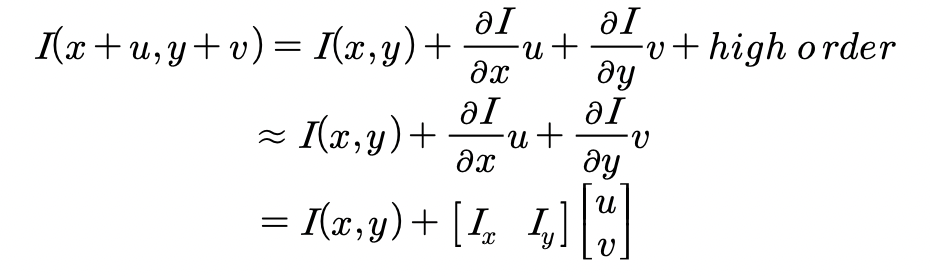 I(x+u,y+v) = I(x,y) + ∂I/∂x u + ∂I/∂y v + high order
≈ I(x,y) + ∂I/∂x u + ∂I/∂y v
= I(x,y) + [I_x I_y] [u v]